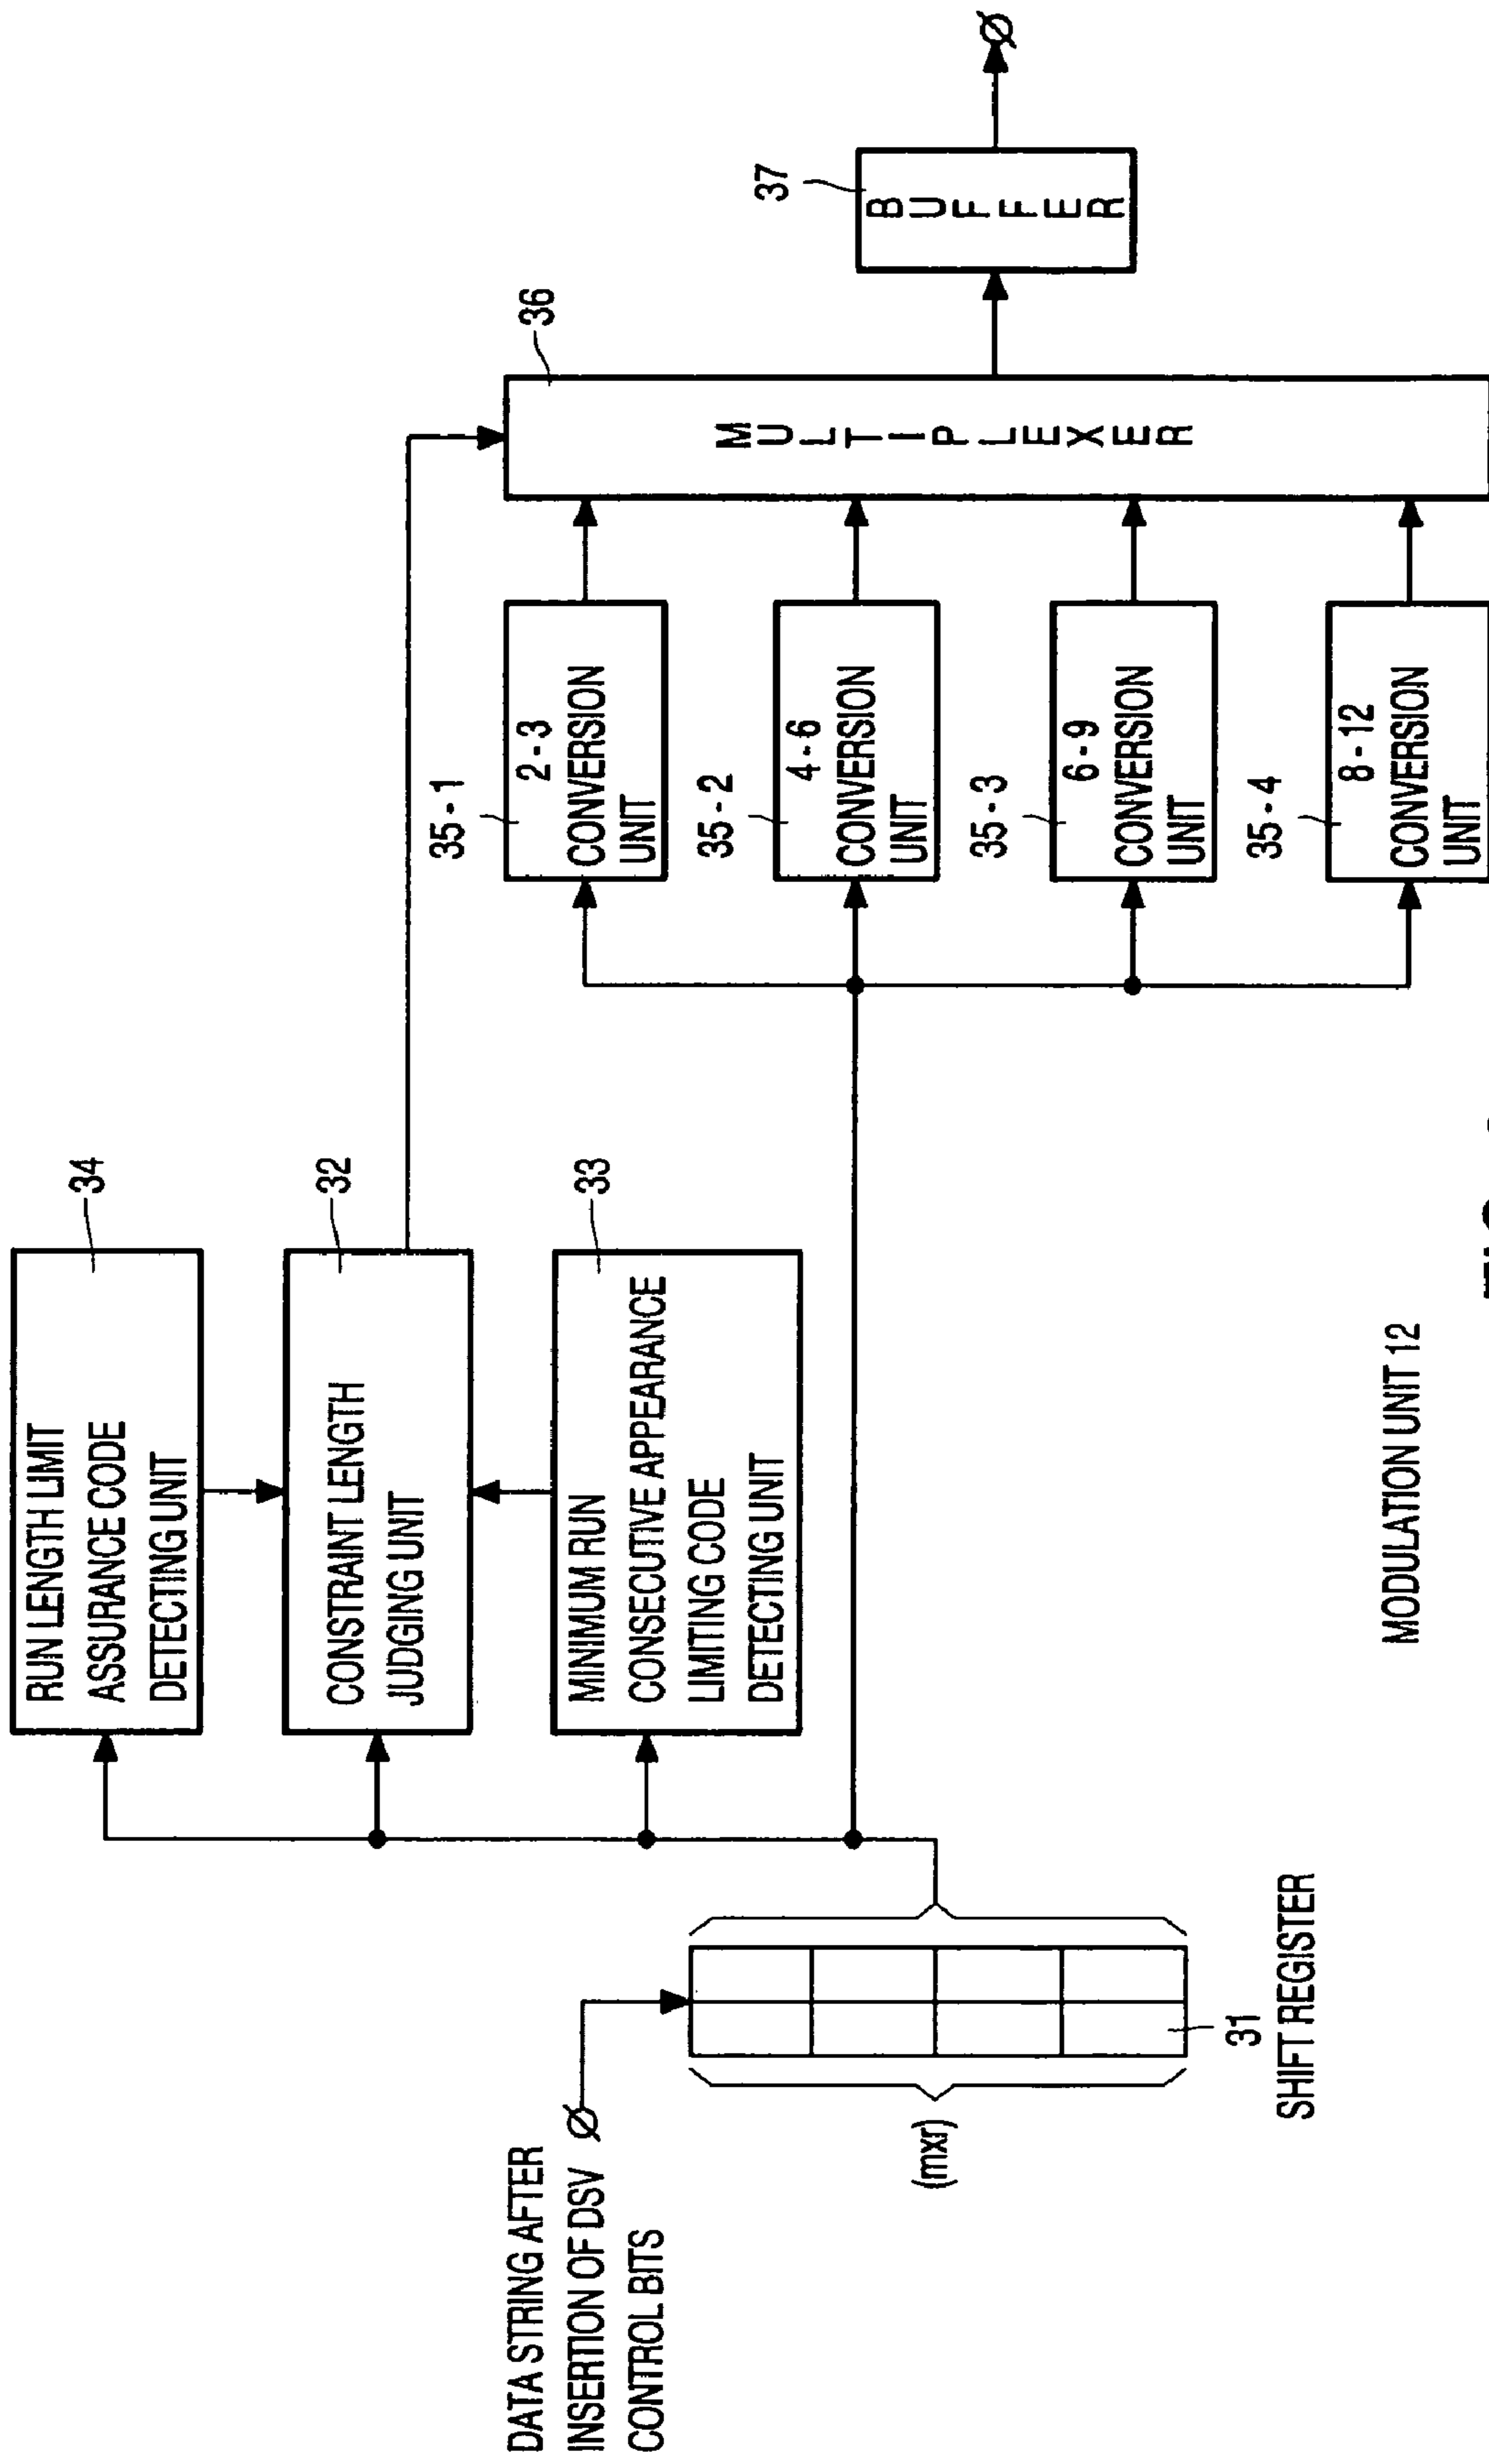 34
RUN LENGTH LIMIT
ASSURANCE CODE
DETECTING UNIT
32
CONSTRAINT LENGTH
JUDGING UNIT
33
MINIMUM RUN
CONSECUTIVE APPEARANCE
LIMITING CODE
DETECTING UNIT
DATA STRING AFTER
INSERTION OF DSV
CONTROL BITS
(mxr)
31
SHIFT REGISTER
35 - 1
2 - 3
CONVERSION
UNIT
35 - 2
4 - 6
CONVERSION
UNIT
35 - 3
6 - 9
CONVERSION
UNIT
35 - 4
8 - 12
CONVERSION
UNIT
36
MULTIPLEXER
37
BUFFER
MODULATION UNIT 12